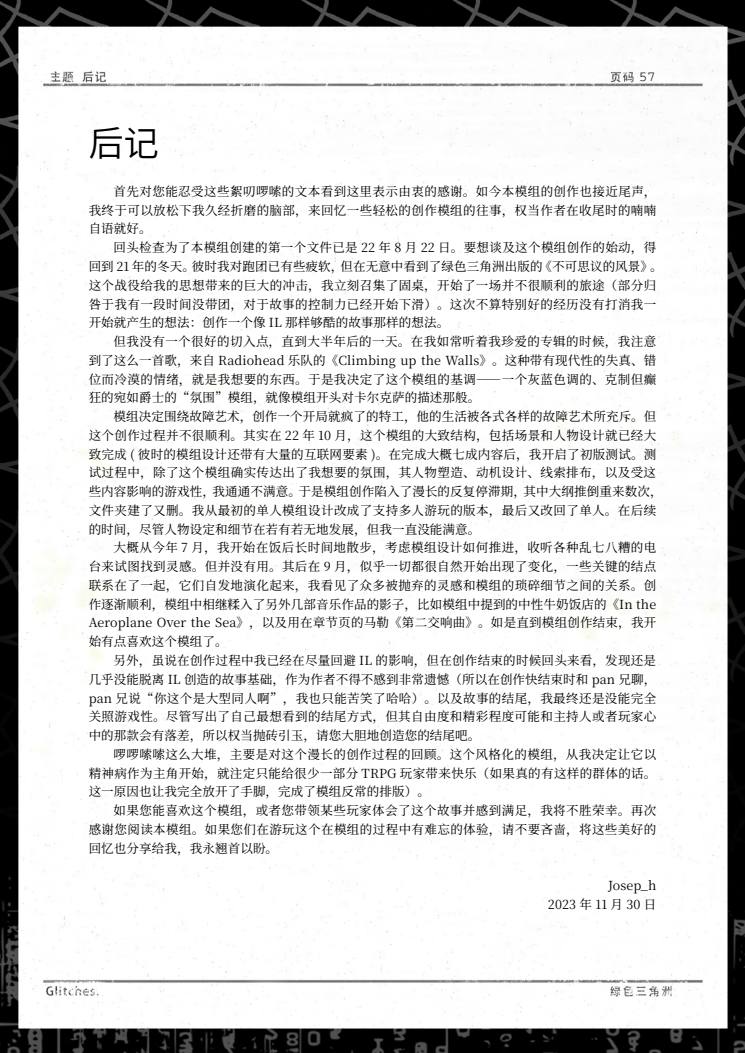 主题 后记
页码 57
后记
首先对您能忍受这些絮叨啰嗦的文本看到这里表示由衷的感谢。如今本模组的创作也接近尾声，
我终于可以放松下我久经折磨的脑部，来回忆一些轻松的创作模组的往事，权当作者在收尾时的喃喃
自语就好。
回头检查为了本模组创建的第一个文件已是 22 年 8 月 22 日。要想谈及这个模组创作的始动，得
回到 21 年的冬天。彼时我对跑团已有些疲软，但在无意中看到了绿色三角洲出版的《不可思议的风景》。
这个战役给我的思想带来的巨大的冲击，我立刻召集了固桌，开始了一场并不很顺利的旅途（部分归
咎于我有一段时间没带团，对于故事的控制力已经开始下滑）。这次不算特别好的经历没有打消我一
开始就产生的想法：创作一个像 IL 那样够酷的故事那样的想法。
但我没有一个很好的切入点，直到大半年后的一天。在我如常听着我珍爱的专辑的时候，我注意
到了这么一首歌，来自 Radiohead 乐队的《Climbing up the Walls》。这种带有现代性的失真、错
位而冷漠的情绪，就是我想要的东西。于是我决定了这个模组的基调——一个灰蓝色调的、克制但癫
狂的宛如爵士的“氛围”模组，就像模组开头对卡尔克萨的描述那般。
模组决定围绕故障艺术，创作一个开局就疯了的特工，他的生活被各式各样的故障艺术所充斥。但
这个创作过程并不很顺利。其实在 22 年 10 月，这个模组的大致结构，包括场景和人物设计就已经大
致完成 ( 彼时的模组设计还带有大量的互联网要素 )。在完成大概七成内容后，我开启了初版测试。测
试过程中，除了这个模组确实传达出了我想要的氛围，其人物塑造、动机设计、线索排布，以及受这
些内容影响的游戏性，我通通不满意。于是模组创作陷入了漫长的反复停滞期，其中大纲推倒重来数次，
文件夹建了又删。我从最初的单人模组设计改成了支持多人游玩的版本，最后又改回了单人。在后续
的时间，尽管人物设定和细节在若有若无地发展，但我一直没能满意。
大概从今年 7 月，我开始在饭后长时间地散步，考虑模组设计如何推进，收听各种乱七八糟的电
台来试图找到灵感。但并没有用。其后在 9 月，似乎一切都很自然开始出现了变化，一些关键的结点
联系在了一起，它们自发地演化起来，我看见了众多被抛弃的灵感和模组的琐碎细节之间的关系。创
作逐渐顺利，模组中相继糅入了另外几部音乐作品的影子，比如模组中提到的中性牛奶饭店的《In the
Aeroplane Over the Sea》，以及用在章节页的马勒《第二交响曲》。如是直到模组创作结束，我开
始有点喜欢这个模组了。
另外，虽说在创作过程中我已经在尽量回避 IL 的影响，但在创作结束的时候回头来看，发现还是
几乎没能脱离 IL 创造的故事基础，作为作者不得不感到非常遗憾（所以在创作快结束时和 pan 兄聊，
pan 兄说“你这个是大型同人啊”，我也只能苦笑了哈哈）。以及故事的结尾，我最终还是没能完全
关照游戏性。尽管写出了自己最想看到的结尾方式，但其自由度和精彩程度可能和主持人或者玩家心
中的那款会有落差，所以权当抛砖引玉，请您大胆地创造您的结尾吧。
啰啰嗦嗦这么大堆，主要是对这个漫长的创作过程的回顾。这个风格化的模组，从我决定让它以
精神病作为主角开始，就注定只能给很少一部分 TRPG 玩家带来快乐（如果真的有这样的群体的话。
这一原因也让我完全放开了手脚，完成了模组反常的排版）。
如果您能喜欢这个模组，或者您带领某些玩家体会了这个故事并感到满足，我将不胜荣幸。再次
感谢您阅读本模组。如果您们在游玩这个在模组的过程中有难忘的体验，请不要吝啬，将这些美好的
回忆也分享给我，我永翘首以盼。
Josep_h
2023 年 11 月 30 日
Glitches.
绿色三角洲